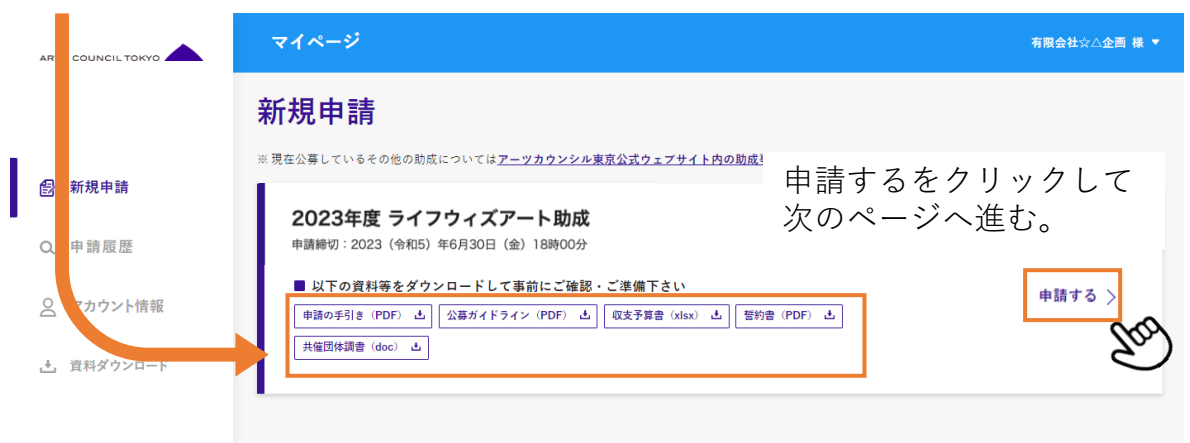 COUNCIL TOKYO
マイページ
有限会社☆△企画 様 ▼
新規申請
※現在公募しているその他の助成についてはアーツカウンシル東京公式ウェブサイト内の助成
申請するをクリックして
次のページへ進む。
新規申請
申請履歴
アカウント情報
資料ダウンロード
2023年度 ライフウィズアート助成
申請締切：2023（令和5）年6月30日（金）18時00分
■ 以下の資料等をダウンロードして事前にご確認・ご準備下さい
申請の手引き（PDF）
公募ガイドライン（PDF）
収支予算書（xlsx）
誓約書（PDF）
共催団体調書（doc）
申請する 〉